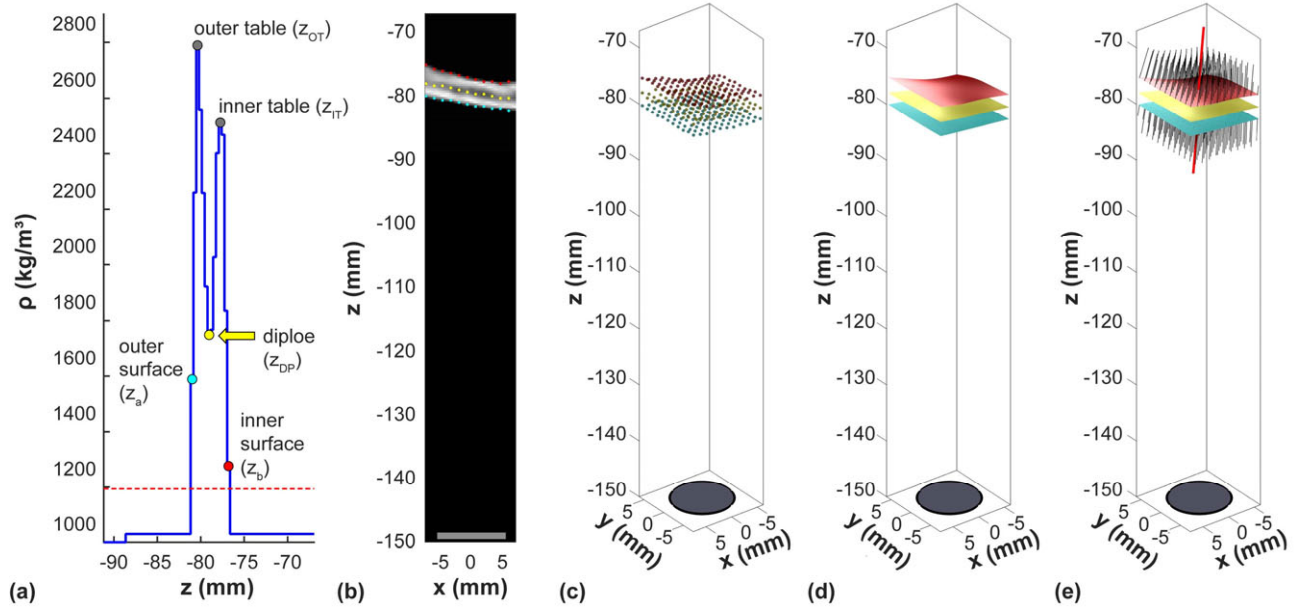 2800
2600
2400
2200
2000
1800
1600
1400
1200
1000
ρ (kg/m³)
outer table (z_OT)
inner table (z_IT)
diploe
(z_DP)
outer
surface
(z_a)
inner
surface
(z_b)
-90 -85 -80 -75 -70
z (mm)
(a)
-70
-80
-90
-100
-110
-120
-130
-140
-150
z (mm)
-5 0 5
x (mm)
(b)
-70
-80
-90
-100
-110
-120
-130
-140
-150
z (mm)
5 0 -5
y (mm)
5 0 -5
x (mm)
(c)
-70
-80
-90
-100
-110
-120
-130
-140
-150
z (mm)
5 0 -5
y (mm)
5 0 -5
x (mm)
(d)
-70
-80
-90
-100
-110
-120
-130
-140
-150
z (mm)
5 0 -5
y (mm)
5 0 -5
x (mm)
(e)